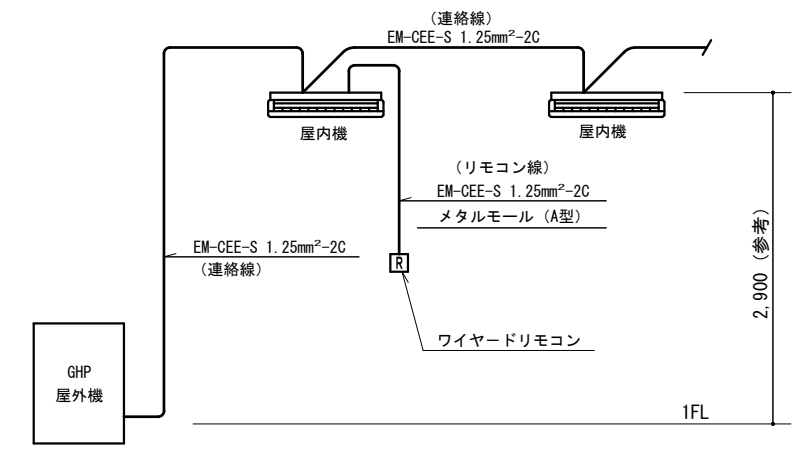 （連絡線）
EM-CEE-S 1.25mm²-2C
屋内機
屋内機
（リモコン線）
EM-CEE-S 1.25mm²-2C
メタルモール（A型）
EM-CEE-S 1.25mm²-2C
（連絡線）
R
ワイヤードリモコン
2,900（参考）
GHP
屋外機
1FL